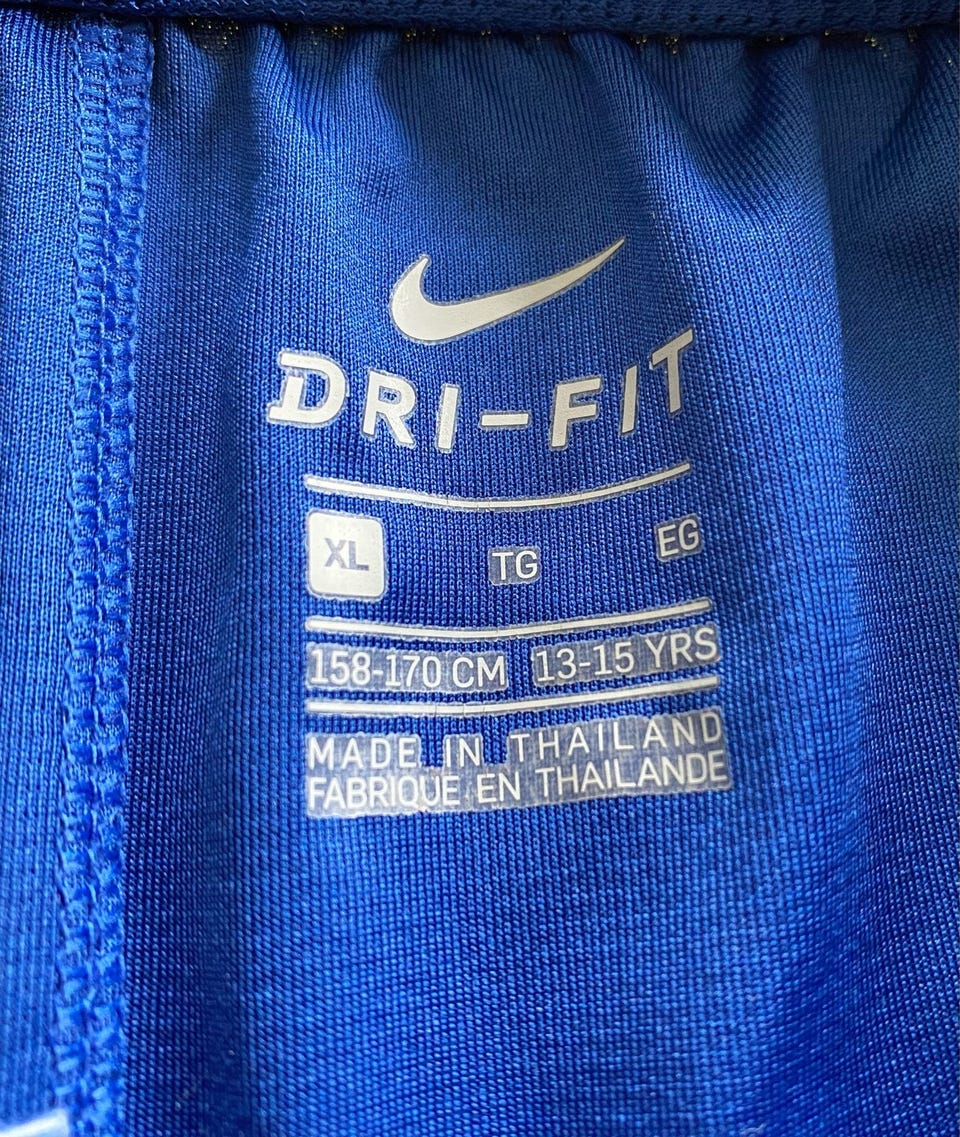 DRI-FIT
XL TG EG
158-170 CM 13-15 YRS
MADE IN THAILAND
FABRIQUE EN THAILANDE